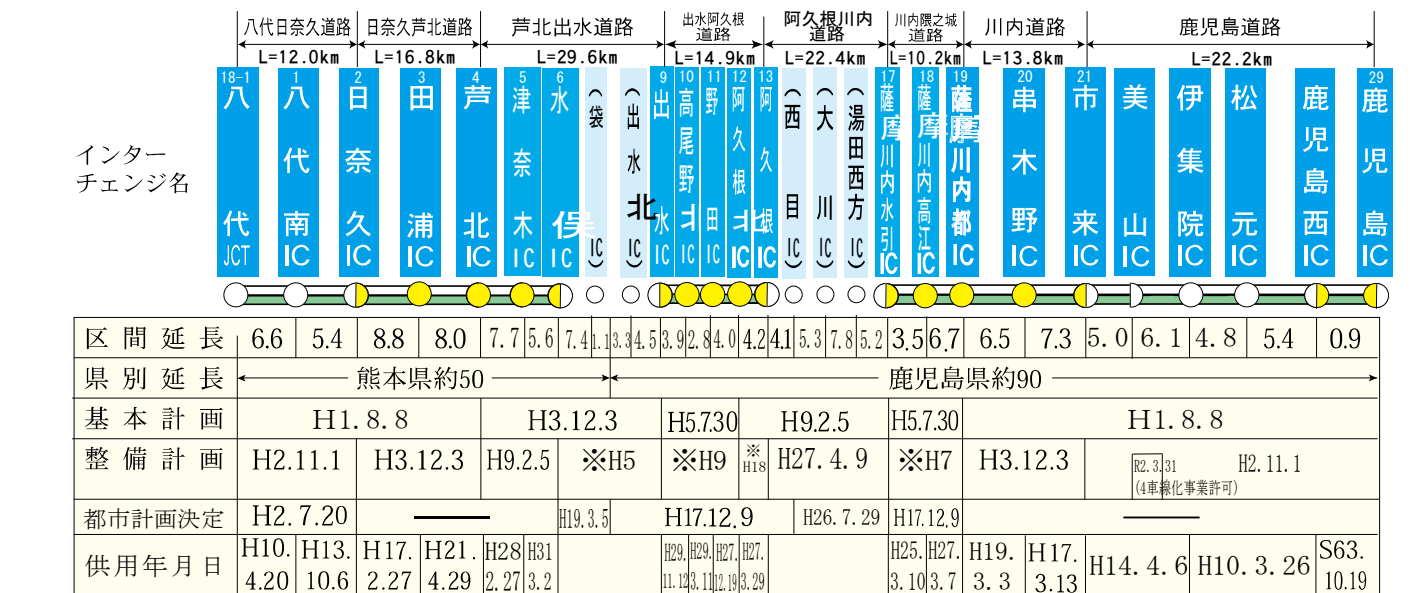 八代日奈久道路 日奈久芦北道路 芦北出水道路 出水阿久根道路 阿久根川内道路 川内隈之城道路 川内道路 鹿児島道路
L=12.0km L=16.8km L=29.6km L=14.9km L=22.4km L=10.2km L=13.8km L=22.2km
インターチェンジ名
18-1 八代JCT
1 八代南IC
2 日奈久IC
3 田浦IC
4 芦北IC
5 津奈木IC
6 水俣IC
(袋IC)
(出水北IC)
9 出水IC
10 高尾野北IC
11 野田IC
12 阿久根北IC
13 阿久根IC
(西目IC)
(大川IC)
(湯田西方IC)
17 薩摩川内水引IC
18 薩摩川内高江IC
19 薩摩川内都IC
20 串木野IC
21 市来IC
美山IC
伊集院IC
松元IC
鹿児島西IC
29 鹿児島IC
区間延長 6.6 5.4 8.8 8.0 7.7 5.6 7.4 1.1 3.3 4.5 3.9 2.8 4.0 4.2 4.1 5.3 7.8 5.2 3.5 6.7 6.5 7.3 5.0 6.1 4.8 5.4 0.9
県別延長 熊本県約50 鹿児島県約90
基本計画 H1.8.8 H3.12.3 H5.7.30 H9.2.5 H5.7.30 H1.8.8
整備計画 H2.11.1 H3.12.3 H9.2.5 ※H5 ※H9 ※H18 H27.4.9 ※H7 H3.12.3 R2.3.31 H2.11.1
(4車線化事業許可)
都市計画決定 H2.7.20 H19.3.5 H17.12.9 H26.7.29 H17.12.9
供用年月日 H10.4.20 H13.10.6 H17.2.27 H21.4.29 H28 2.27 H31 3.2 H29.11.12 H29.3.11 H27.12.19 H27.3.29 H25.3.10 H27.3.7 H19.3.3 H17.3.13 H14.4.6 H10.3.26 S63.10.19